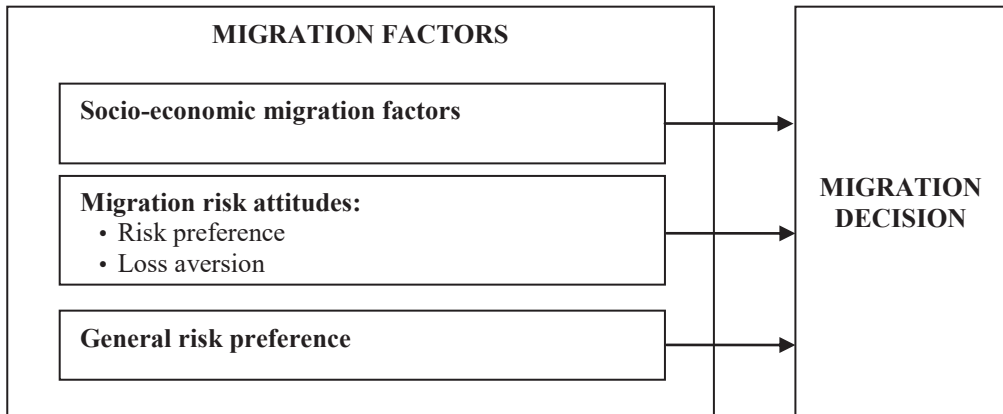 MIGRATION FACTORS
Socio-economic migration factors
Migration risk attitudes:
• Risk preference
• Loss aversion
General risk preference
MIGRATION
DECISION